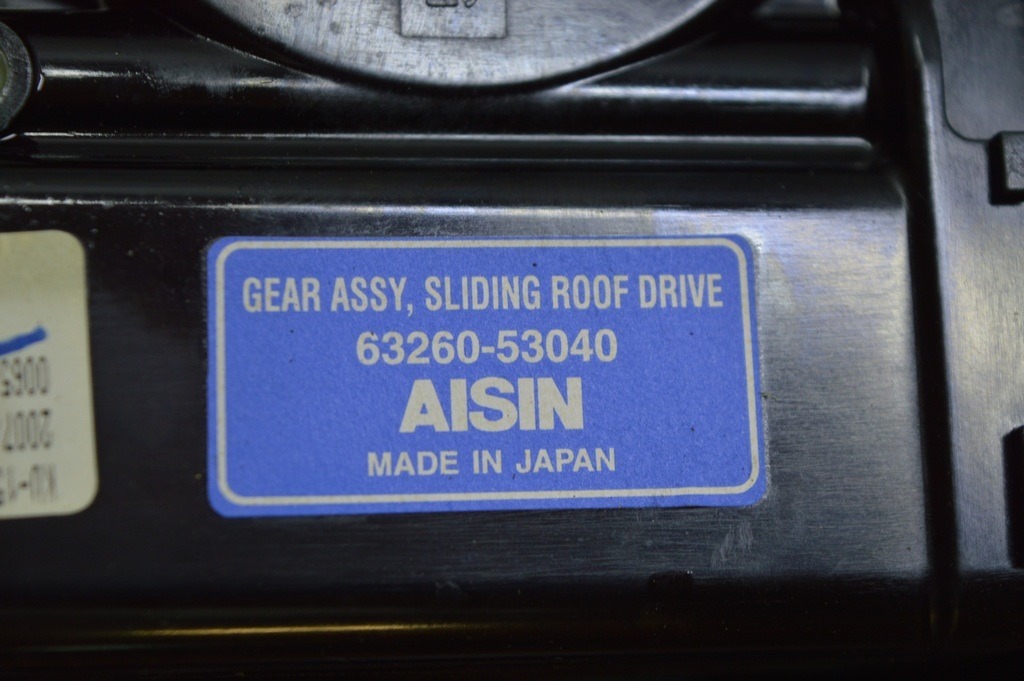 GEAR ASSY, SLIDING ROOF DRIVE
63260-53040
AISIN
MADE IN JAPAN